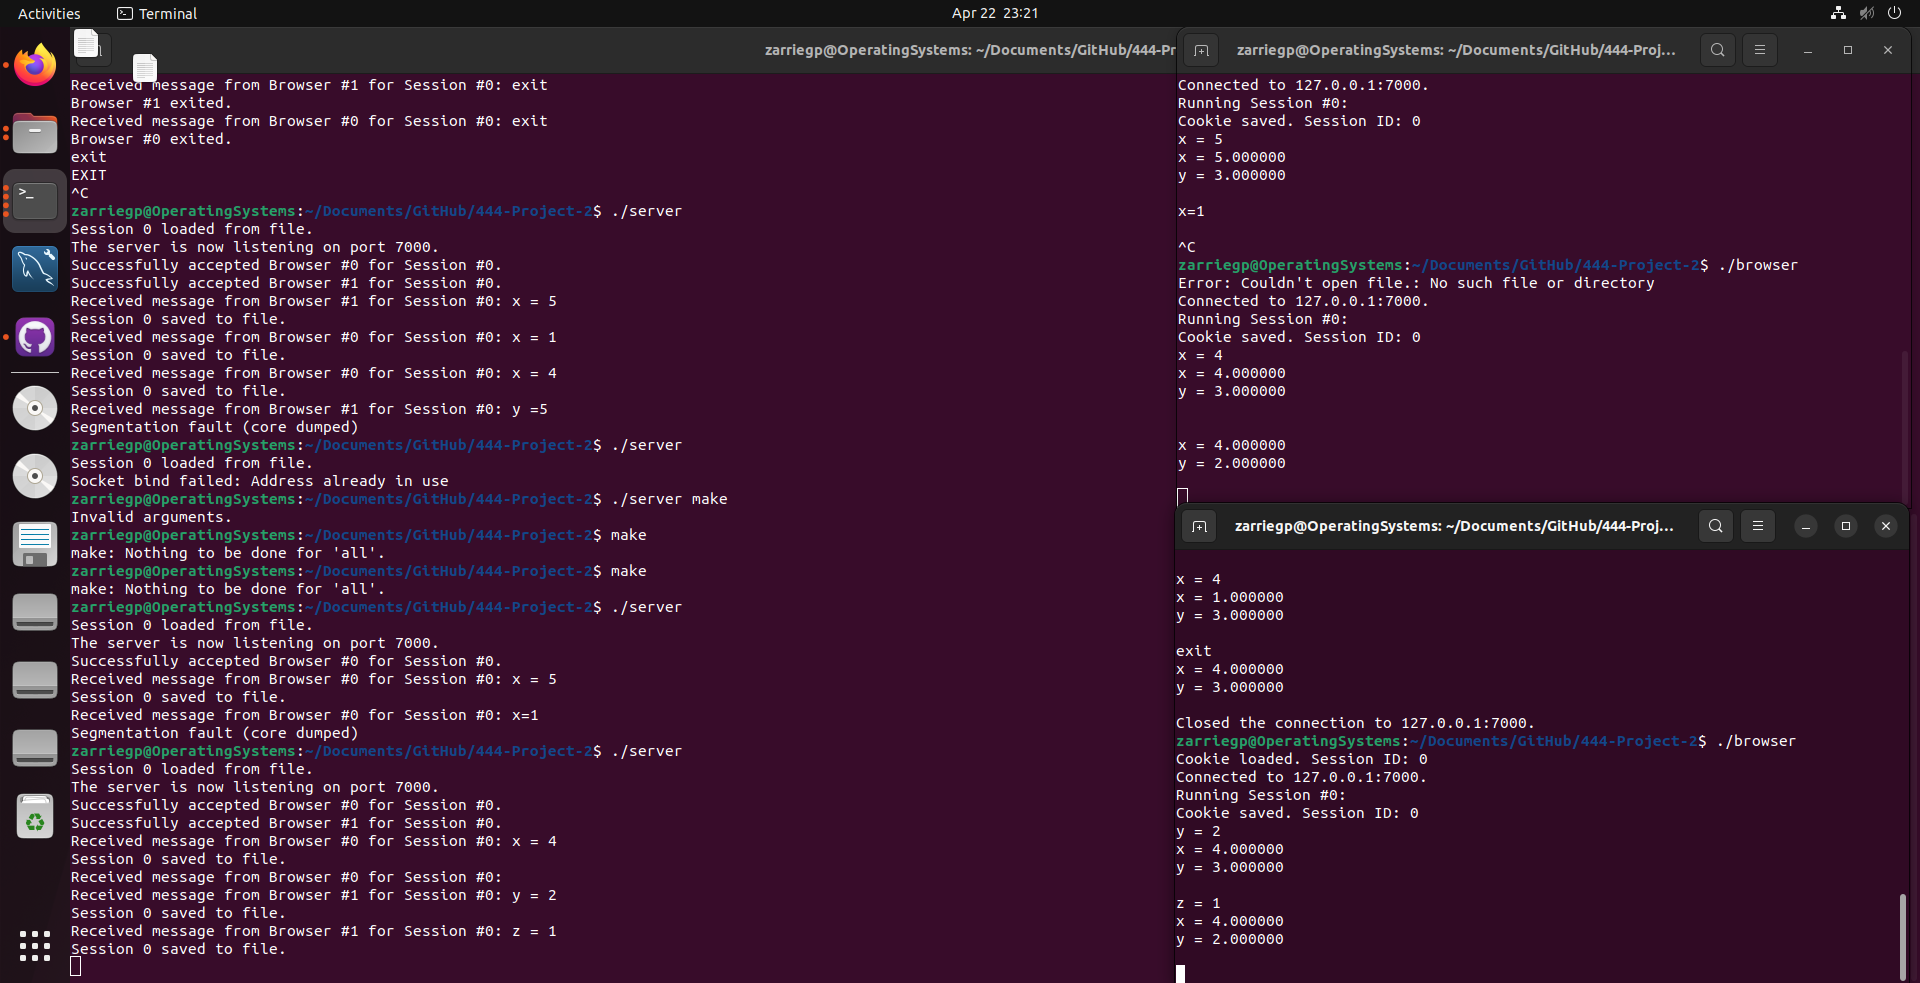 Activities
Terminal
Apr 22 23:21
zarriegp@OperatingSystems: ~/Documents/GitHub/444-Pr
Received message from Browser #1 for Session #0: exit
Browser #1 exited.
Received message from Browser #0 for Session #0: exit
Browser #0 exited.
exit
EXIT
^C
zarriegp@OperatingSystems:~/Documents/GitHub/444-Project-2$ ./server
Session 0 loaded from file.
The server is now listening on port 7000.
Successfully accepted Browser #0 for Session #0.
Successfully accepted Browser #1 for Session #0.
Received message from Browser #1 for Session #0: x = 5
Session 0 saved to file.
Received message from Browser #0 for Session #0: x = 1
Session 0 saved to file.
Received message from Browser #0 for Session #0: x = 4
Session 0 saved to file.
Received message from Browser #1 for Session #0: y =5
Segmentation fault (core dumped)
zarriegp@OperatingSystems:~/Documents/GitHub/444-Project-2$ ./server
Session 0 loaded from file.
Socket bind failed: Address already in use
zarriegp@OperatingSystems:~/Documents/GitHub/444-Project-2$ ./server make
Invalid arguments.
zarriegp@OperatingSystems:~/Documents/GitHub/444-Project-2$ make
make: Nothing to be done for 'all'.
zarriegp@OperatingSystems:~/Documents/GitHub/444-Project-2$ make
make: Nothing to be done for 'all'.
zarriegp@OperatingSystems:~/Documents/GitHub/444-Project-2$ ./server
Session 0 loaded from file.
The server is now listening on port 7000.
Successfully accepted Browser #0 for Session #0.
Received message from Browser #0 for Session #0: x = 5
Session 0 saved to file.
Received message from Browser #0 for Session #0: x=1
Segmentation fault (core dumped)
zarriegp@OperatingSystems:~/Documents/GitHub/444-Project-2$ ./server
Session 0 loaded from file.
The server is now listening on port 7000.
Successfully accepted Browser #0 for Session #0.
Successfully accepted Browser #1 for Session #0.
Received message from Browser #0 for Session #0: x = 4
Session 0 saved to file.
Received message from Browser #0 for Session #0:
Received message from Browser #1 for Session #0: y = 2
Session 0 saved to file.
Received message from Browser #1 for Session #0: z = 1
Session 0 saved to file.
zarriegp@OperatingSystems: ~/Documents/GitHub/444-Proj...
Connected to 127.0.0.1:7000.
Running Session #0:
Cookie saved. Session ID: 0
x = 5
x = 5.000000
y = 3.000000
x=1
^C
zarriegp@OperatingSystems:~/Documents/GitHub/444-Project-2$ ./browser
Error: Couldn't open file.: No such file or directory
Connected to 127.0.0.1:7000.
Running Session #0:
Cookie saved. Session ID: 0
x = 4
x = 4.000000
y = 3.000000
x = 4.000000
y = 2.000000
zarriegp@OperatingSystems: ~/Documents/GitHub/444-Proj...
x = 4
x = 1.000000
y = 3.000000
exit
x = 4.000000
y = 3.000000
Closed the connection to 127.0.0.1:7000.
zarriegp@OperatingSystems:~/Documents/GitHub/444-Project-2$ ./browser
Cookie loaded. Session ID: 0
Connected to 127.0.0.1:7000.
Running Session #0:
Cookie saved. Session ID: 0
y = 2
x = 4.000000
y = 3.000000
z = 1
x = 4.000000
y = 2.000000